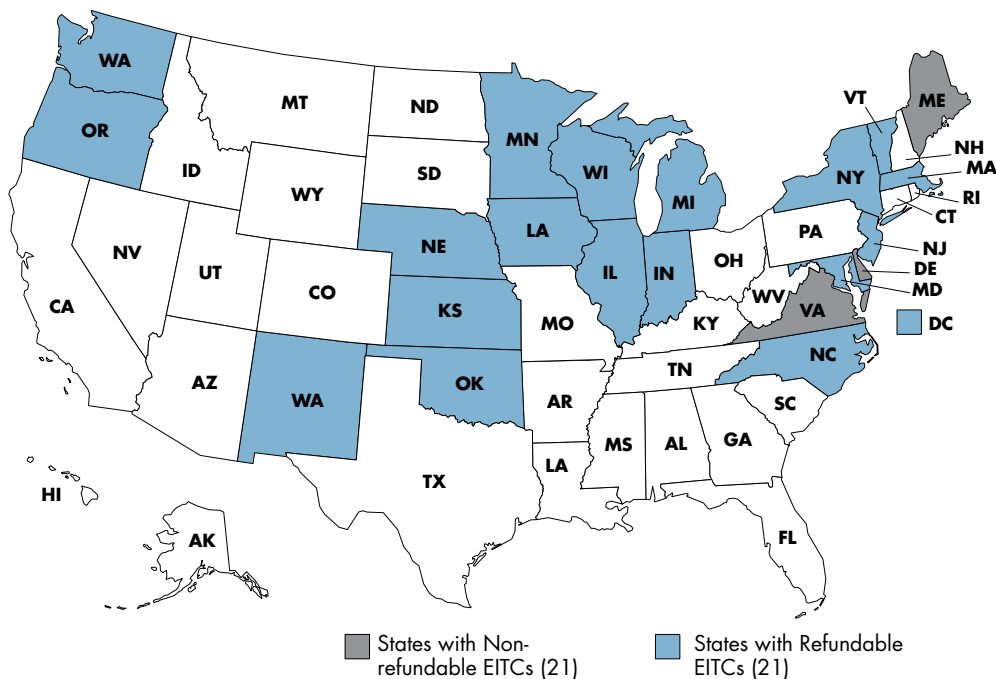 WA
MT
ND
MN
VT
ME
OR
ID
SD
WI
NY
NH
MA
WY
MI
RI
CT
NV
NE
LA
PA
NJ
UT
IL
IN
OH
DE
CA
CO
KS
MO
WV
VA
MD
KY
DC
AZ
WA
OK
TN
NC
AR
SC
TX
LA
MS
AL
GA
HI
AK
FL
States with Non-
refundable EITCs (21)
States with Refundable
EITCs (21)